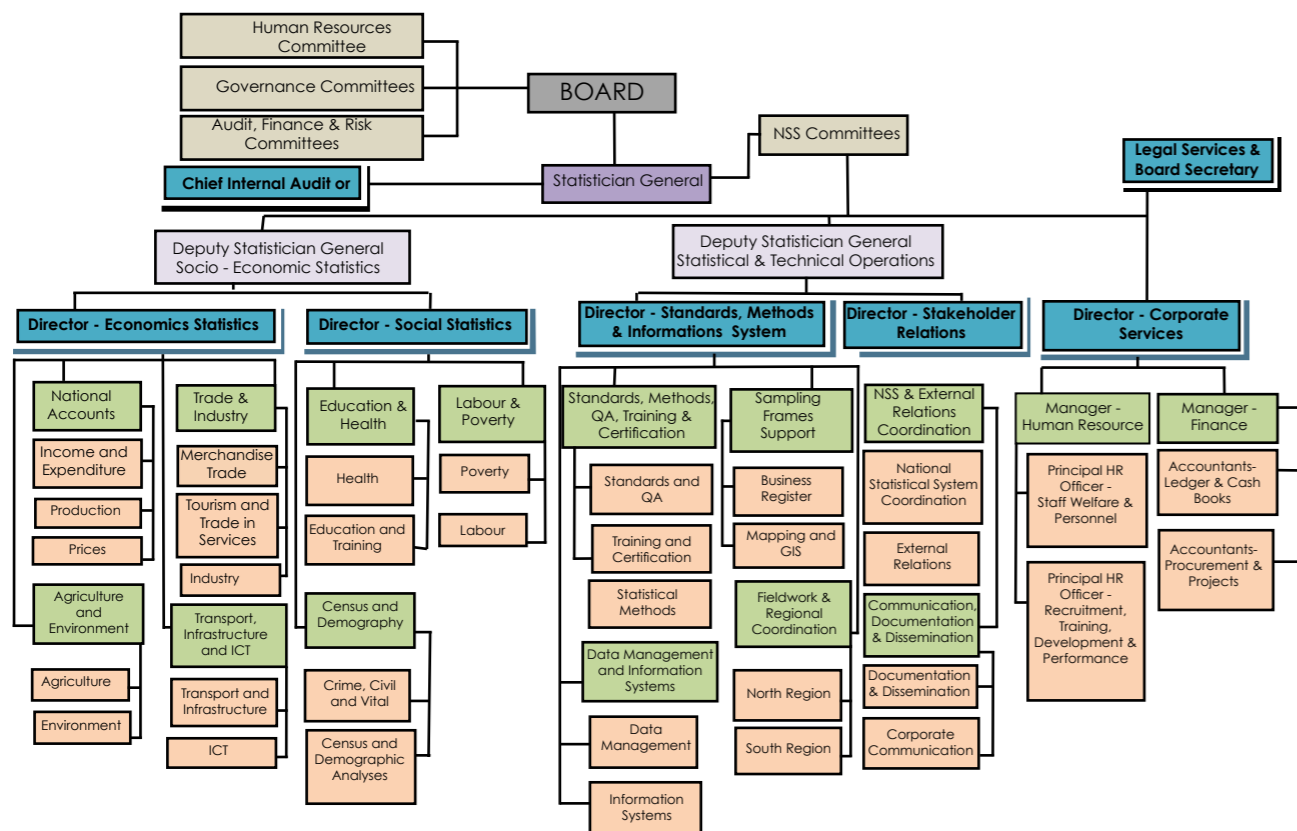 Human Resources
Committee
Governance Committees
Audit, Finance & Risk
Committees
BOARD
NSS Committees
Legal Services &
Board Secretary
Chief Internal Audit or
Statistician General
Deputy Statistician General
Socio - Economic Statistics
Deputy Statistician General
Statistical & Technical Operations
Director - Economics Statistics
Director - Social Statistics
Director - Standards, Methods
& Informations System
Director - Stakeholder
Relations
Director - Corporate
Services
National
Accounts
Income and
Expenditure
Production
Prices
Agriculture
and
Environment
Agriculture
Environment
Trade &
Industry
Merchandise
Trade
Tourism and
Trade in
Services
Industry
Transport,
Infrastructure
and ICT
Transport and
Infrastructure
ICT
Education &
Health
Health
Education and
Training
Census and
Demography
Crime, Civil
and Vital
Census and
Demographic
Analyses
Labour &
Poverty
Poverty
Labour
Standards, Methods,
QA, Training &
Certification
Standards and
QA
Training and
Certification
Statistical
Methods
Data Management
and Information
Systems
Data
Management
Information
Systems
Sampling
Frames
Support
Business
Register
Mapping and
GIS
Fieldwork &
Regional
Coordination
North Region
South Region
NSS & External
Relations
Coordination
National
Statistical System
Coordination
External
Relations
Communication,
Documentation
& Dissemination
Documentation
& Dissemination
Corporate
Communication
Manager -
Human Resource
Principal HR
Officer -
Staff Welfare &
Personnel
Principal HR
Officer -
Recruitment,
Training,
Development &
Performance
Manager -
Finance
Accountants-
Ledger & Cash
Books
Accountants-
Procurement &
Projects